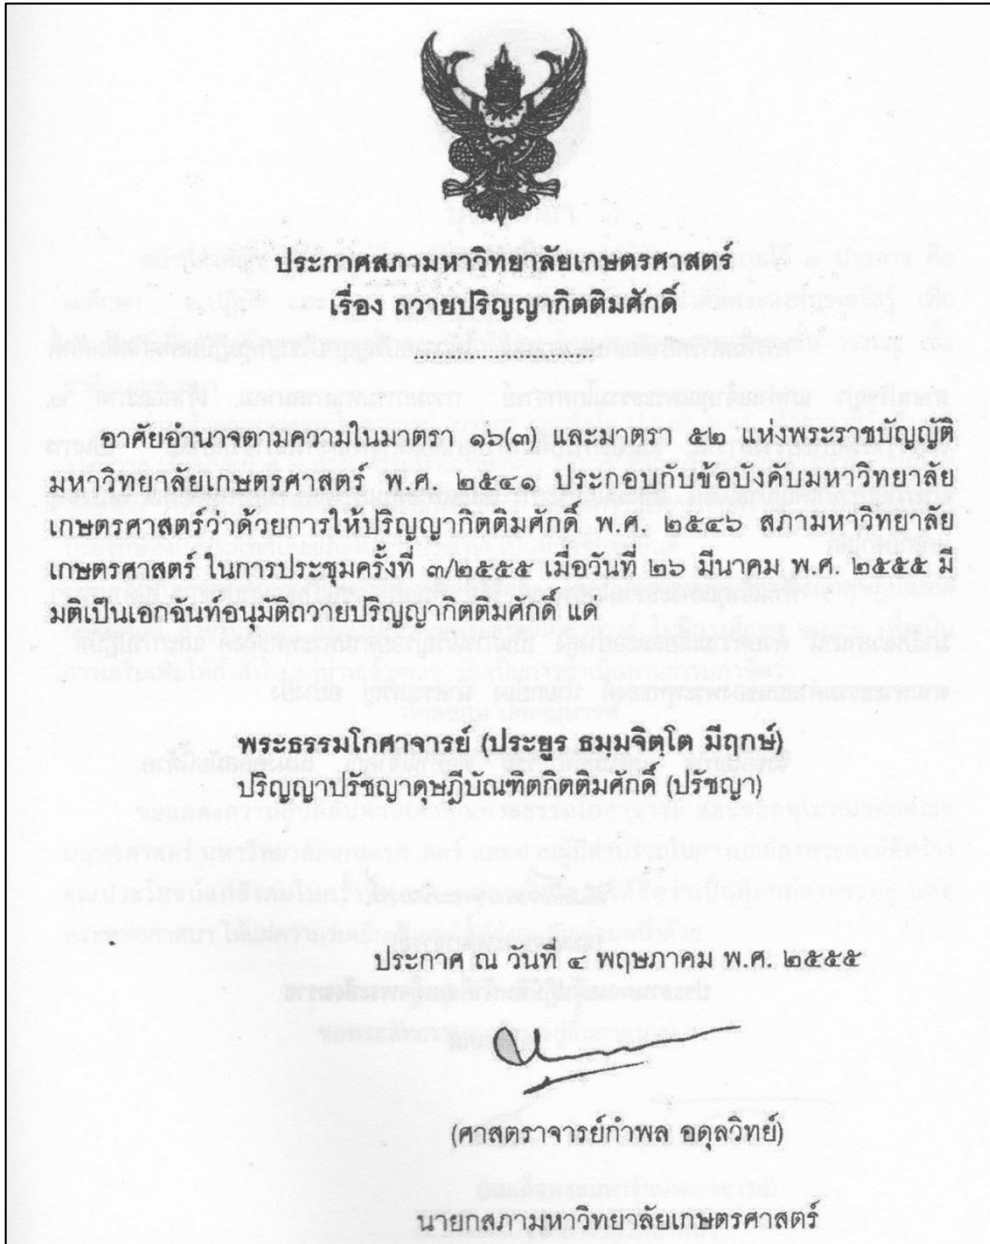 ประกาศสภามหาวิทยาลัยเกษตรศาสตร์
เรื่อง ถวายปริญญากิตติมศักดิ์
................................
อาศัยอำนาจตามความในมาตรา ๑๖(๓) และมาตรา ๕๒ แห่งพระราชบัญญัติ
มหาวิทยาลัยเกษตรศาสตร์ พ.ศ. ๒๕๔๑ ประกอบกับข้อบังคับมหาวิทยาลัย
เกษตรศาสตร์ว่าด้วยการให้ปริญญากิตติมศักดิ์ พ.ศ. ๒๕๔๖ สภามหาวิทยาลัย
เกษตรศาสตร์ ในการประชุมครั้งที่ ๓/๒๕๕๕ เมื่อวันที่ ๒๖ มีนาคม พ.ศ. ๒๕๕๕ มี
มติเป็นเอกฉันท์อนุมัติถวายปริญญากิตติมศักดิ์ แด่
พระธรรมโกศาจารย์ (ประยูร ธมฺมจิตฺโต มีฤกษ์)
ปริญญาปรัชญาดุษฎีบัณฑิตกิตติมศักดิ์ (ปรัชญา)
ประกาศ ณ วันที่ ๔ พฤษภาคม พ.ศ. ๒๕๕๕
(ศาสตราจารย์กำพล อดุลวิทย์)
นายกสภามหาวิทยาลัยเกษตรศาสตร์